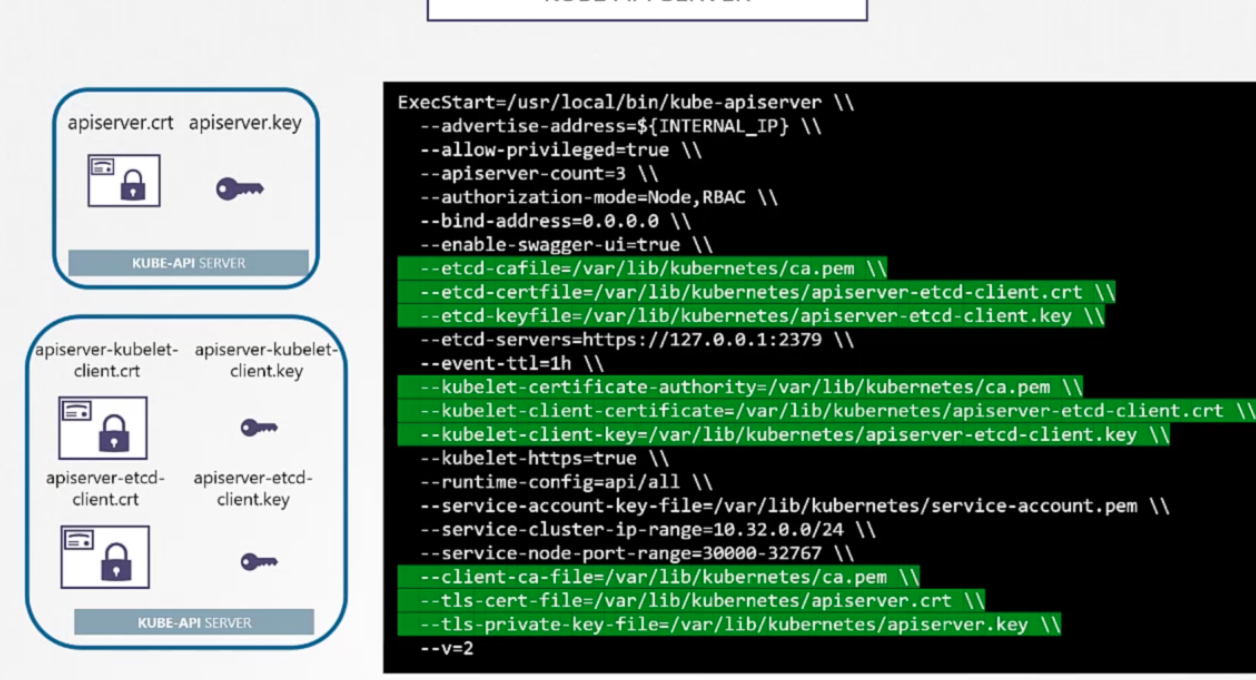 KUBE API SERVER
apiserver.crt apiserver.key
KUBE-API SERVER
apiserver-kubelet-
client.crt
apiserver-kubelet-
client.key
apiserver-etcd-
client.crt
apiserver-etcd-
client.key
KUBE-API SERVER
ExecStart=/usr/local/bin/kube-apiserver \\
--advertise-address=${INTERNAL_IP} \\
--allow-privileged=true \\
--apiserver-count=3 \\
--authorization-mode=Node,RBAC \\
--bind-address=0.0.0.0 \\
--enable-swagger-ui=true \\
--etcd-cafile=/var/lib/kubernetes/ca.pem \\
--etcd-certfile=/var/lib/kubernetes/apiserver-etcd-client.crt \\
--etcd-keyfile=/var/lib/kubernetes/apiserver-etcd-client.key \\
--etcd-servers=https://127.0.0.1:2379 \\
--event-ttl=1h \\
--kubelet-certificate-authority=/var/lib/kubernetes/ca.pem \\
--kubelet-client-certificate=/var/lib/kubernetes/apiserver-etcd-client.crt \\
--kubelet-client-key=/var/lib/kubernetes/apiserver-etcd-client.key \\
--kubelet-https=true \\
--runtime-config=api/all \\
--service-account-key-file=/var/lib/kubernetes/service-account.pem \\
--service-cluster-ip-range=10.32.0.0/24 \\
--service-node-port-range=30000-32767 \\
--client-ca-file=/var/lib/kubernetes/ca.pem \\
--tls-cert-file=/var/lib/kubernetes/apiserver.crt \\
--tls-private-key-file=/var/lib/kubernetes/apiserver.key \\
--v=2